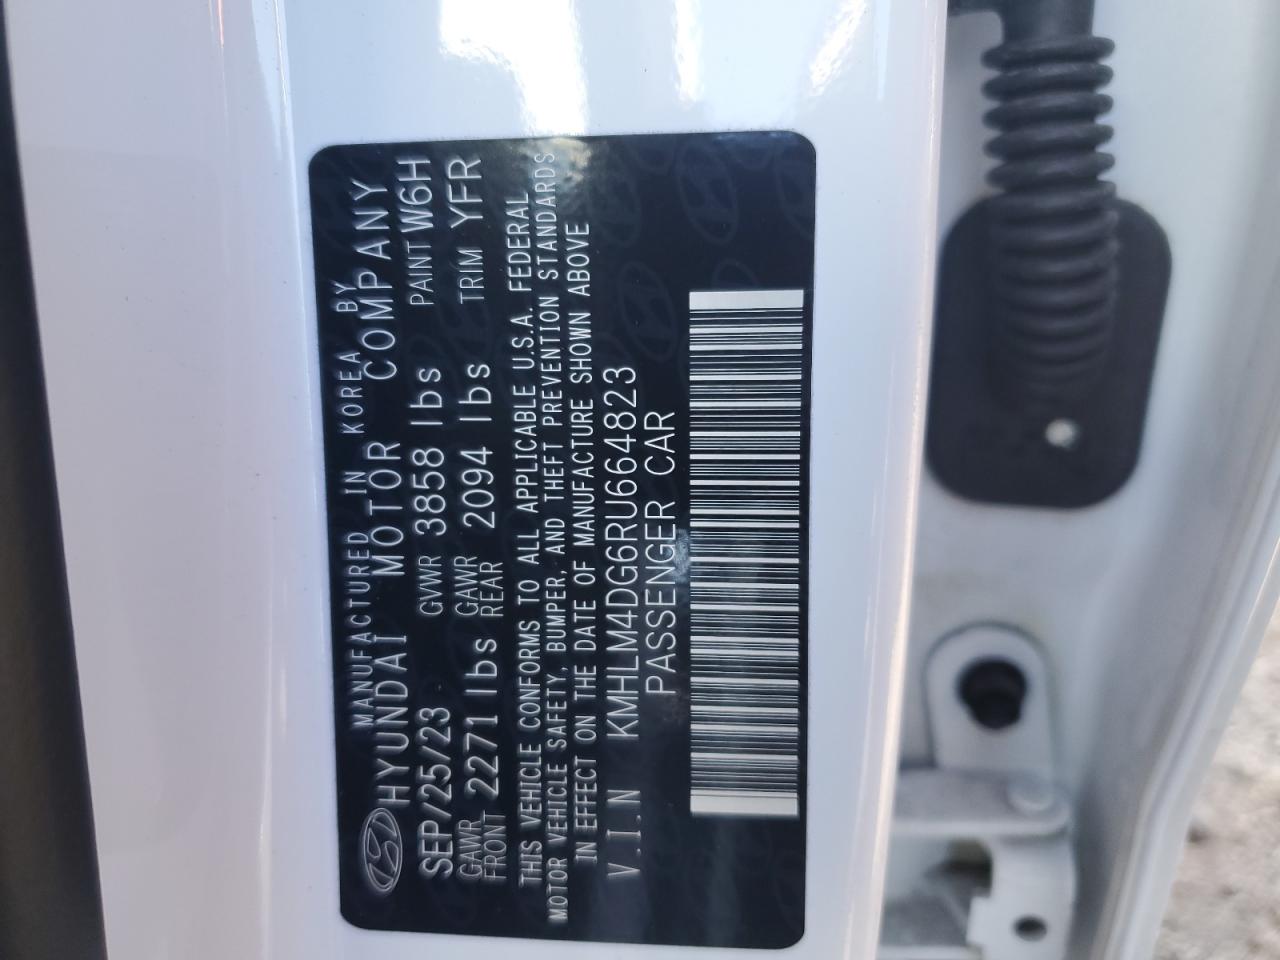 MANUFACTURED IN KOREA BY
HYUNDAI MOTOR COMPANY
SEP/25/23 GVWR 3858 lbs PAINT W6H
GAWR FRONT 2271 lbs GAWR REAR 2094 lbs TRIM YFR
THIS VEHICLE CONFORMS TO ALL APPLICABLE U.S.A. FEDERAL
MOTOR VEHICLE SAFETY, BUMPER, AND THEFT PREVENTION STANDARDS
IN EFFECT ON THE DATE OF MANUFACTURE SHOWN ABOVE
V.I.N KMHLM4DG6RU664823
PASSENGER CAR